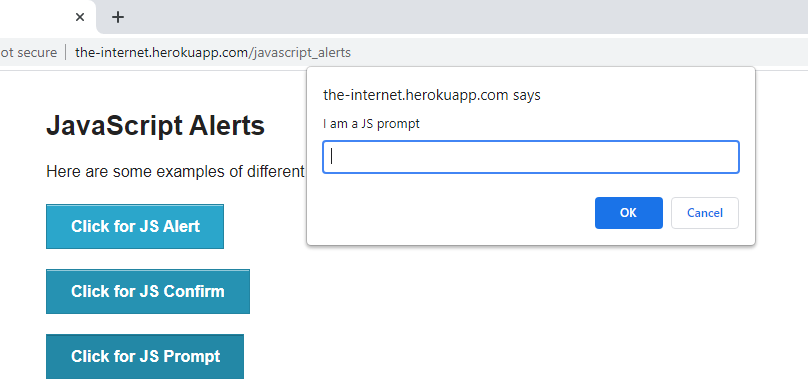 ot secure | the-internet.herokuapp.com/javascript_alerts
the-internet.herokuapp.com says
I am a JS prompt
OK Cancel
JavaScript Alerts
Here are some examples of different
Click for JS Alert
Click for JS Confirm
Click for JS Prompt